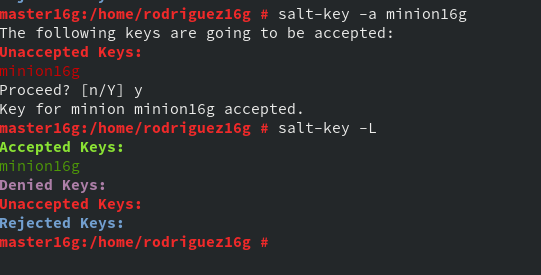 master16g:/home/rodriguez16g # salt-key -a minion16g
The following keys are going to be accepted:
Unaccepted Keys:
minion16g
Proceed? [n/Y] y
Key for minion minion16g accepted.
master16g:/home/rodriguez16g # salt-key -L
Accepted Keys:
minion16g
Denied Keys:
Unaccepted Keys:
Rejected Keys:
master16g:/home/rodriguez16g #